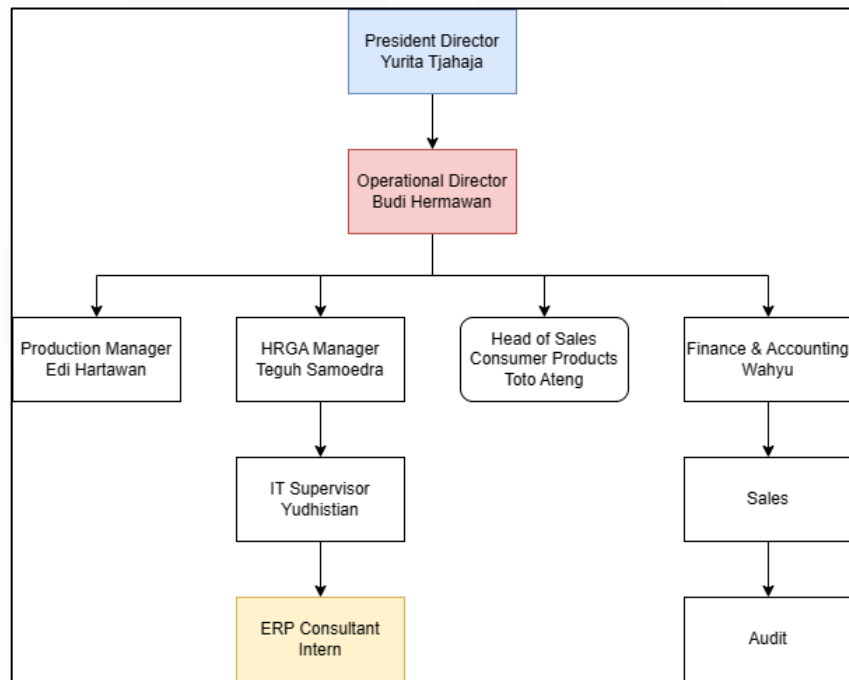 President Director
Yurita Tjahaja
Operational Director
Budi Hermawan
Production Manager
Edi Hartawan
HRGA Manager
Teguh Samoedra
Head of Sales
Consumer Products
Toto Ateng
Finance & Accounting
Wahyu
IT Supervisor
Yudhistian
Sales
ERP Consultant
Intern
Audit